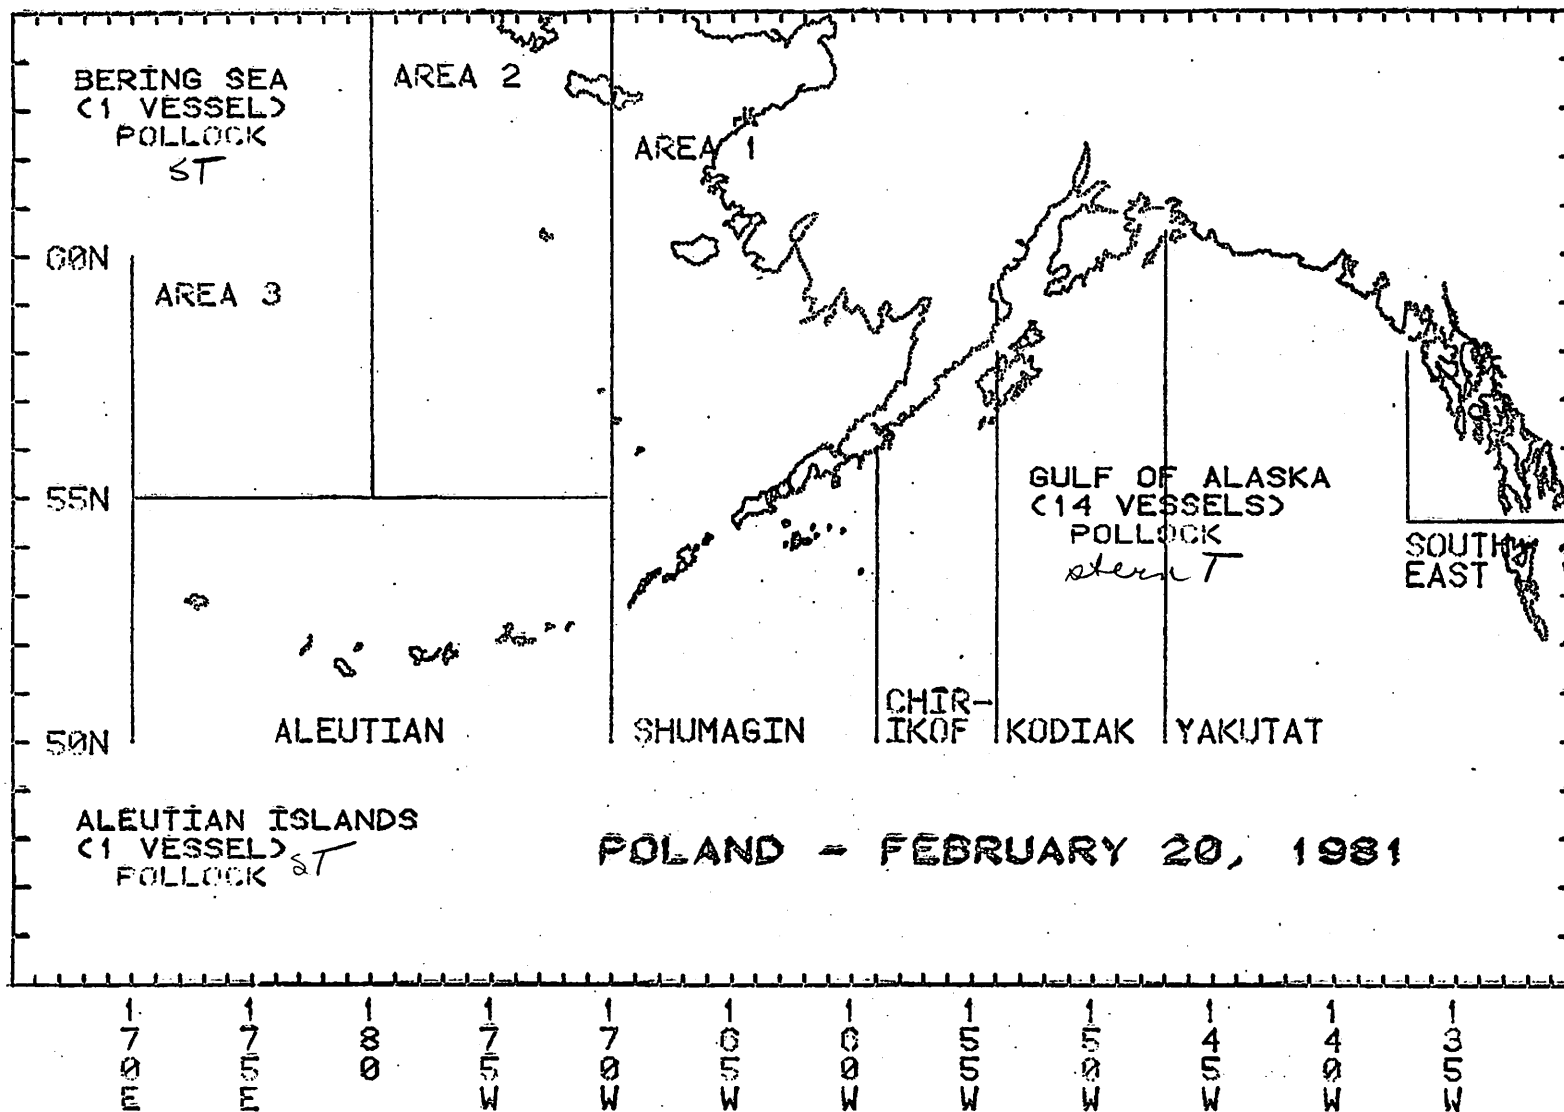 BERING SEA
(1 VESSEL)
POLLOCK
ST
AREA 2
AREA 1
60N
AREA 3
55N
GULF OF ALASKA
(14 VESSELS)
POLLOCK
stern T
SOUTH
EAST
50N
ALEUTIAN
SHUMAGIN
CHIR-
IKOF
KODIAK
YAKUTAT
ALEUTIAN ISLANDS
(1 VESSEL)
ST
POLLOCK
POLAND - FEBRUARY 20, 1981
170E
175E
180
175W
170W
165W
160W
155W
150W
145W
140W
135W